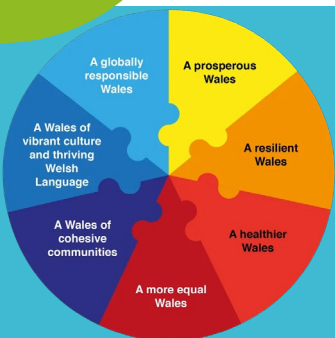 A prosperous
Wales
A resilient
Wales
A healthier
Wales
A more equal
Wales
A Wales of
cohesive
communities
A Wales of
vibrant culture
and thriving
Welsh
Language
A globally
responsible
Wales